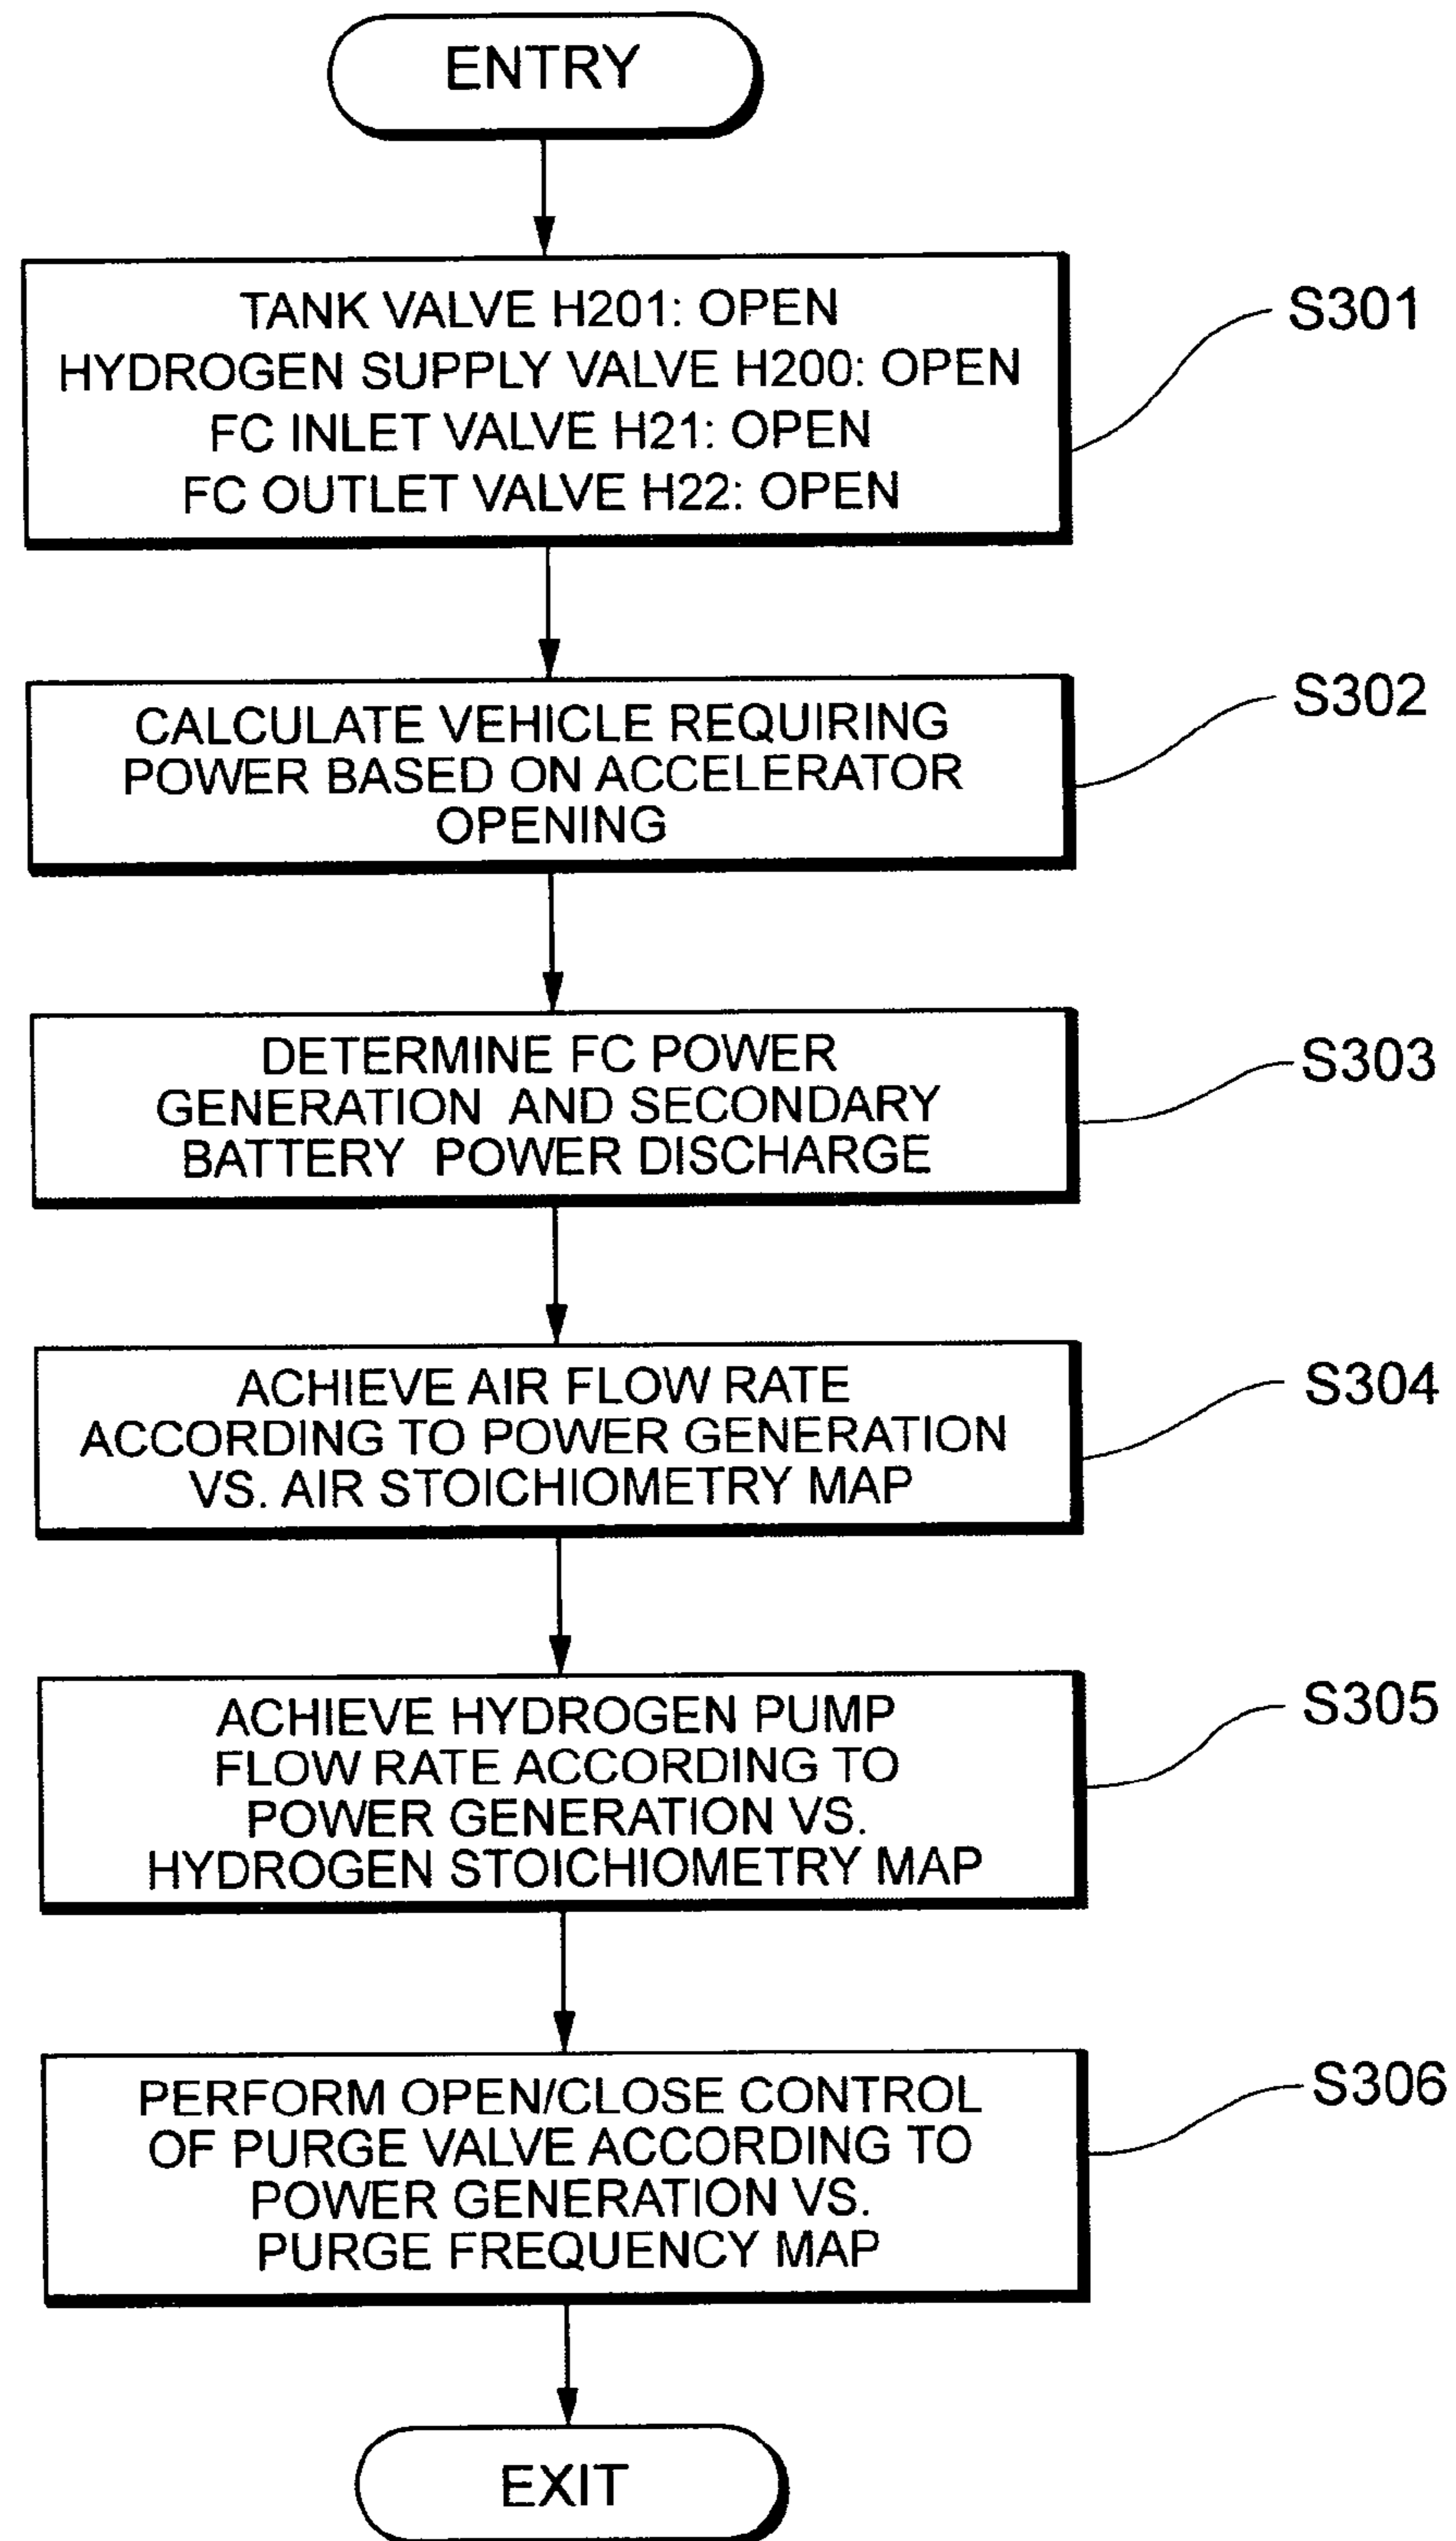 ENTRY
TANK VALVE H201: OPEN
HYDROGEN SUPPLY VALVE H200: OPEN
FC INLET VALVE H21: OPEN
FC OUTLET VALVE H22: OPEN
S301
CALCULATE VEHICLE REQUIRING
POWER BASED ON ACCELERATOR
OPENING
S302
DETERMINE FC POWER
GENERATION AND SECONDARY
BATTERY POWER DISCHARGE
S303
ACHIEVE AIR FLOW RATE
ACCORDING TO POWER GENERATION
VS. AIR STOICHIOMETRY MAP
S304
ACHIEVE HYDROGEN PUMP
FLOW RATE ACCORDING TO
POWER GENERATION VS.
HYDROGEN STOICHIOMETRY MAP
S305
PERFORM OPEN/CLOSE CONTROL
OF PURGE VALVE ACCORDING TO
POWER GENERATION VS.
PURGE FREQUENCY MAP
S306
EXIT